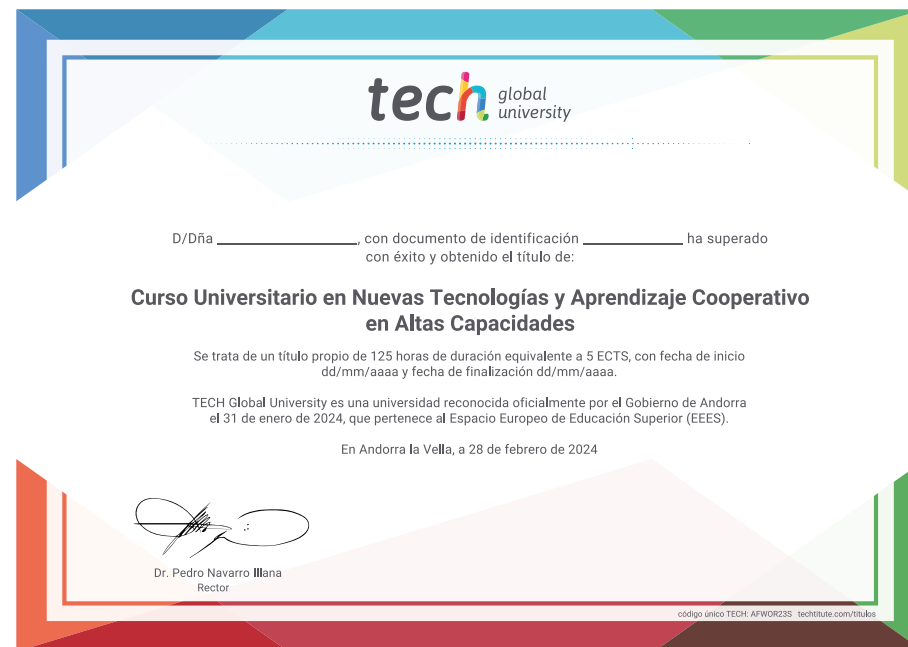 tech global university
D/Dña ____________________, con documento de identificación ______________ ha superado
con éxito y obtenido el título de:
Curso Universitario en Nuevas Tecnologías y Aprendizaje Cooperativo
en Altas Capacidades
Se trata de un título propio de 125 horas de duración equivalente a 5 ECTS, con fecha de inicio
dd/mm/aaaa y fecha de finalización dd/mm/aaaa.
TECH Global University es una universidad reconocida oficialmente por el Gobierno de Andorra
el 31 de enero de 2024, que pertenece al Espacio Europeo de Educación Superior (EEES).
En Andorra la Vella, a 28 de febrero de 2024
Dr. Pedro Navarro Illana
Rector
código único TECH: AFWOR23S techtitute.com/titulos